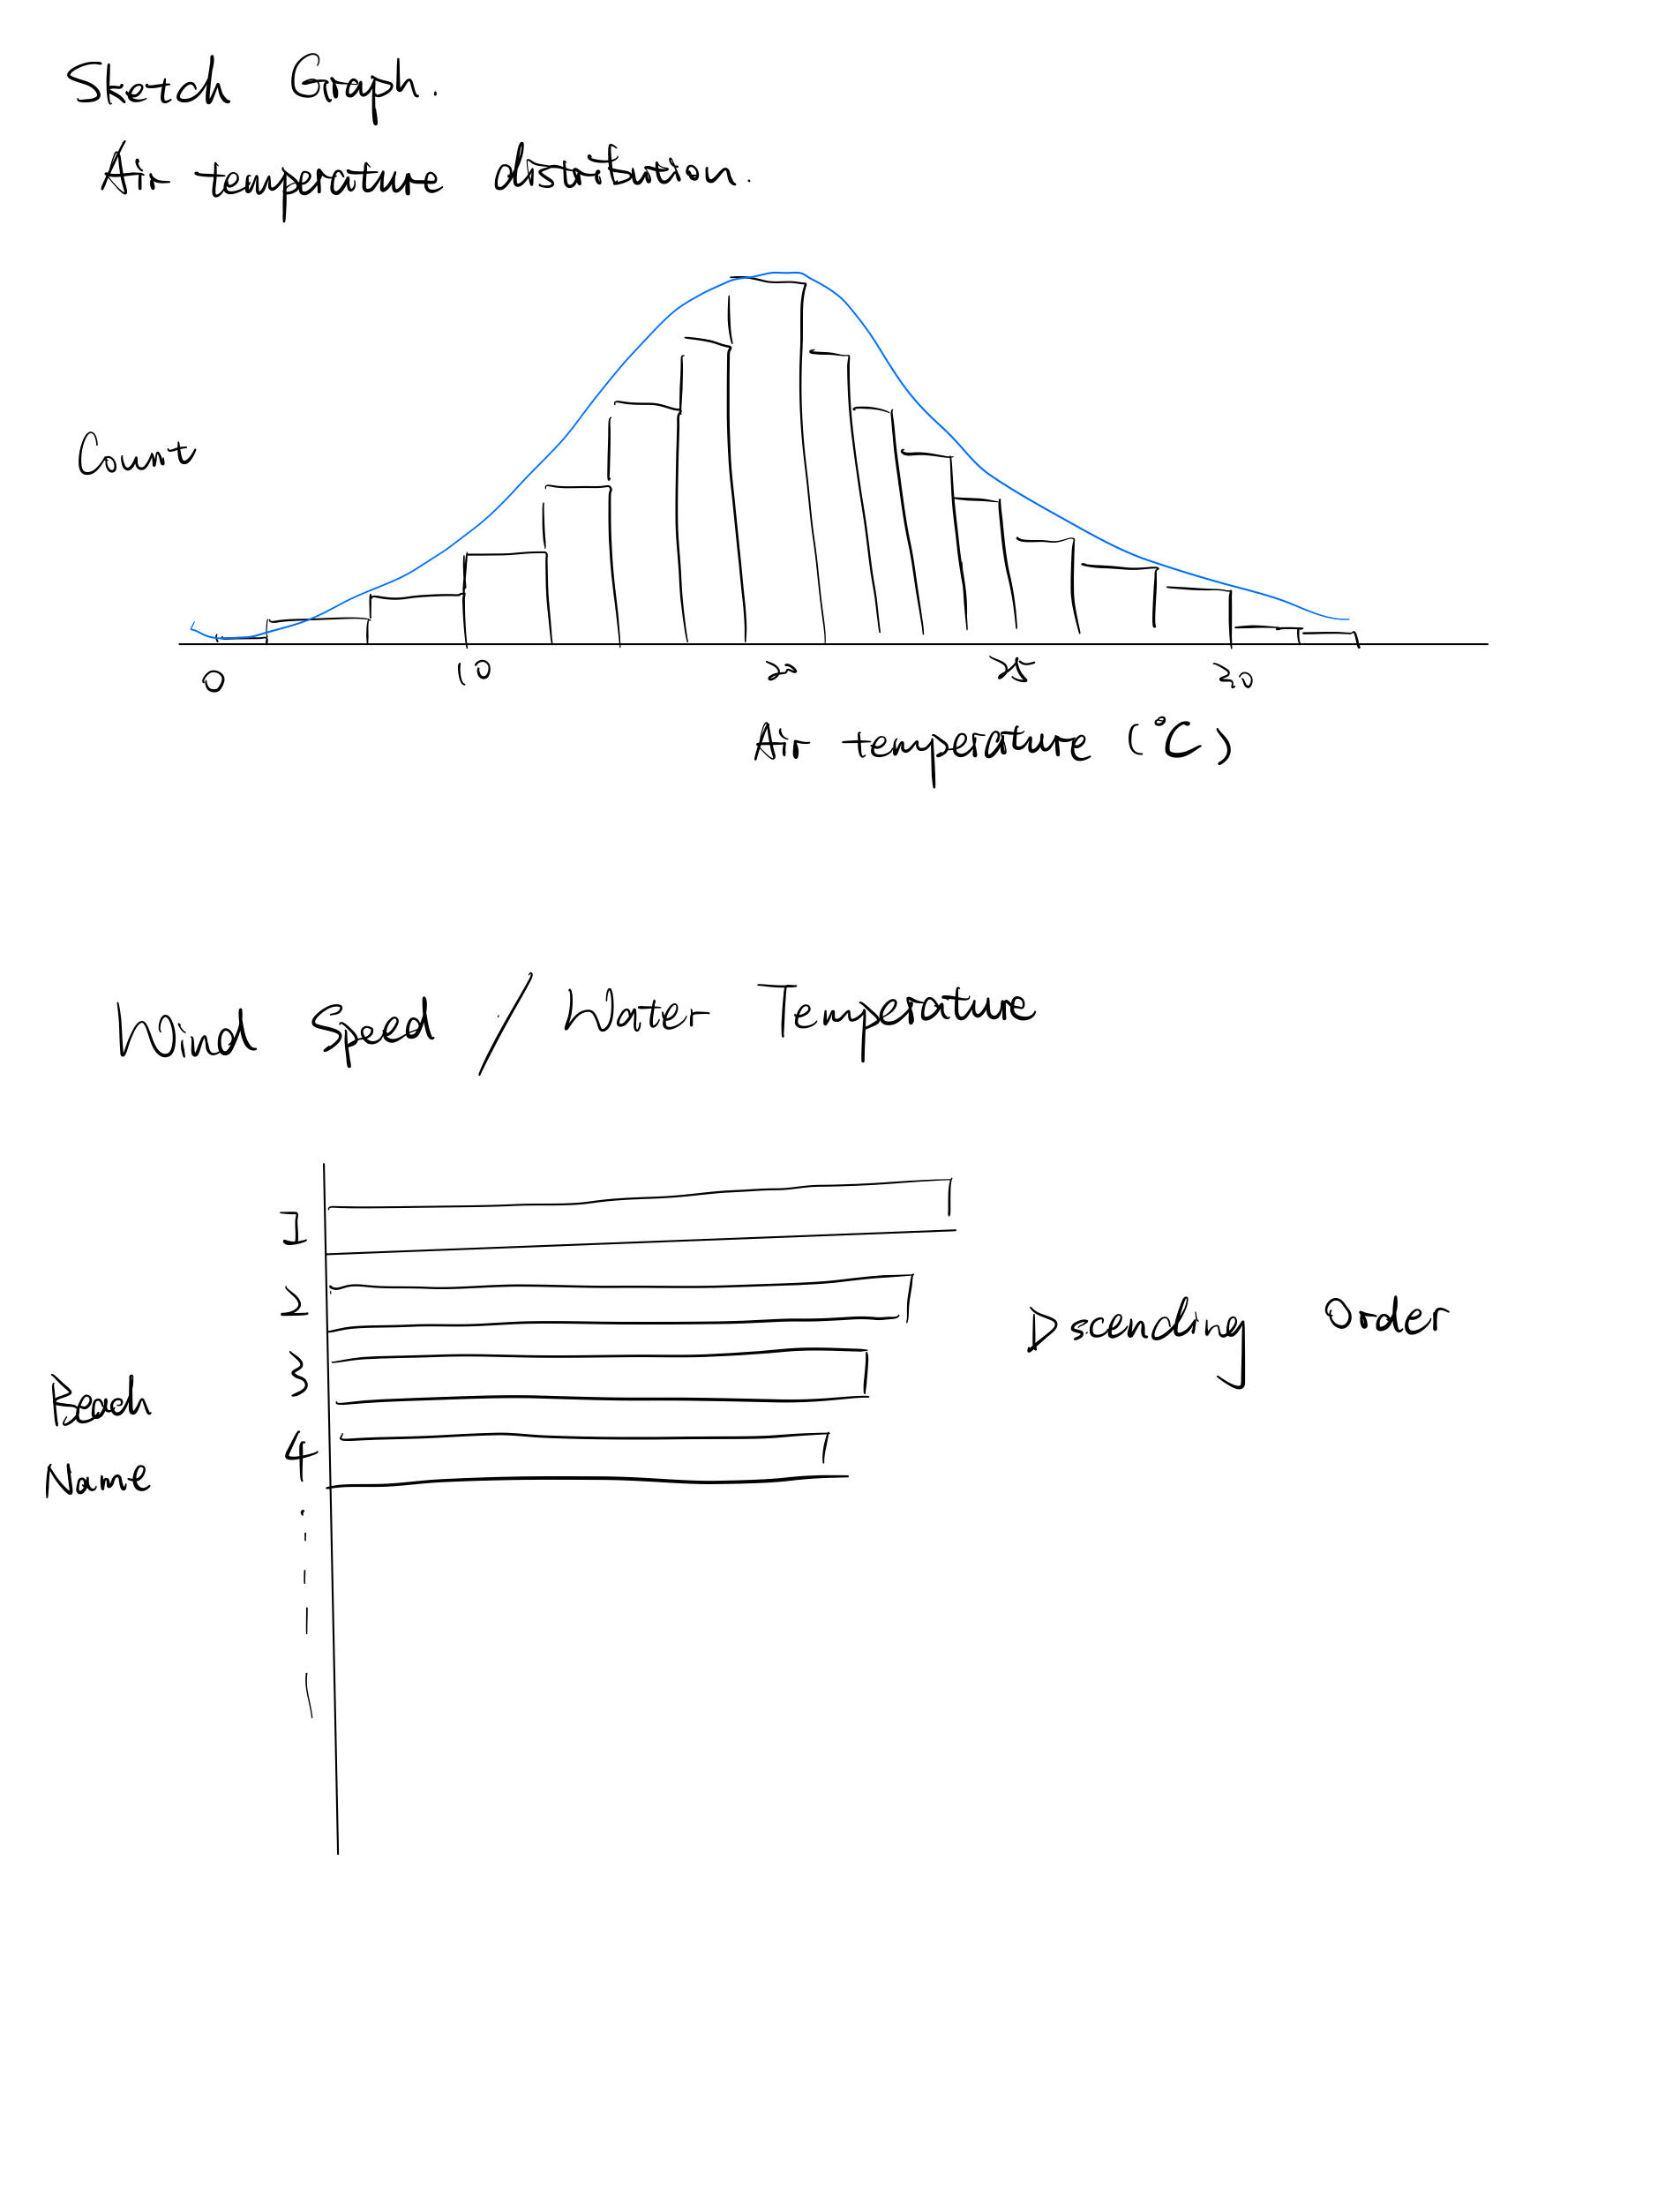 Sketch Graph.
Air temperature distribution.
Count
0 10 20 25 30
Air temperature (°C)
Wind Speed / Water Temperature
1
2
3
4
Beach
Name
Dscending Order